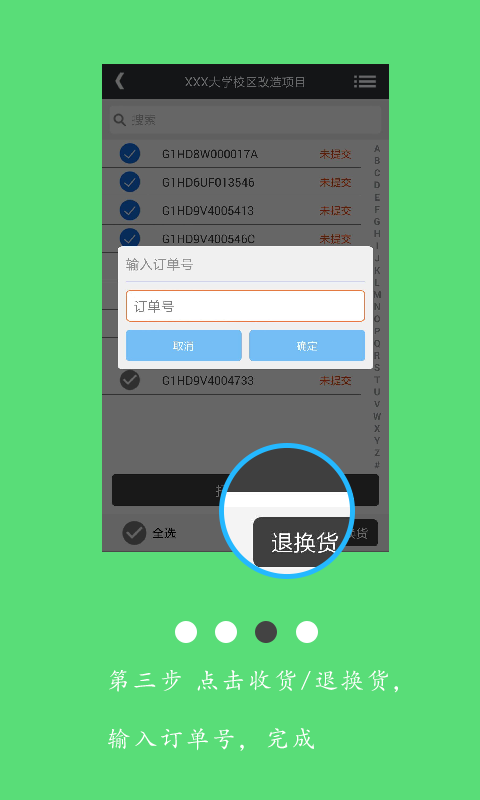 XXX大学校区改造项目
搜索
G1HD8W000017A 未提交
G1HD6UF013546 未提交
G1HD9V4005413 未提交
G1HD9V400546C 未提交
输入订单号
订单号
取消 确定
G1HD9V4004733 未提交
A
B
C
D
E
F
G
H
I
J
K
L
M
N
O
P
Q
R
S
T
U
V
W
X
Y
Z
#
全选
退换货
换货
第三步 点击收货/退换货，
输入订单号，完成